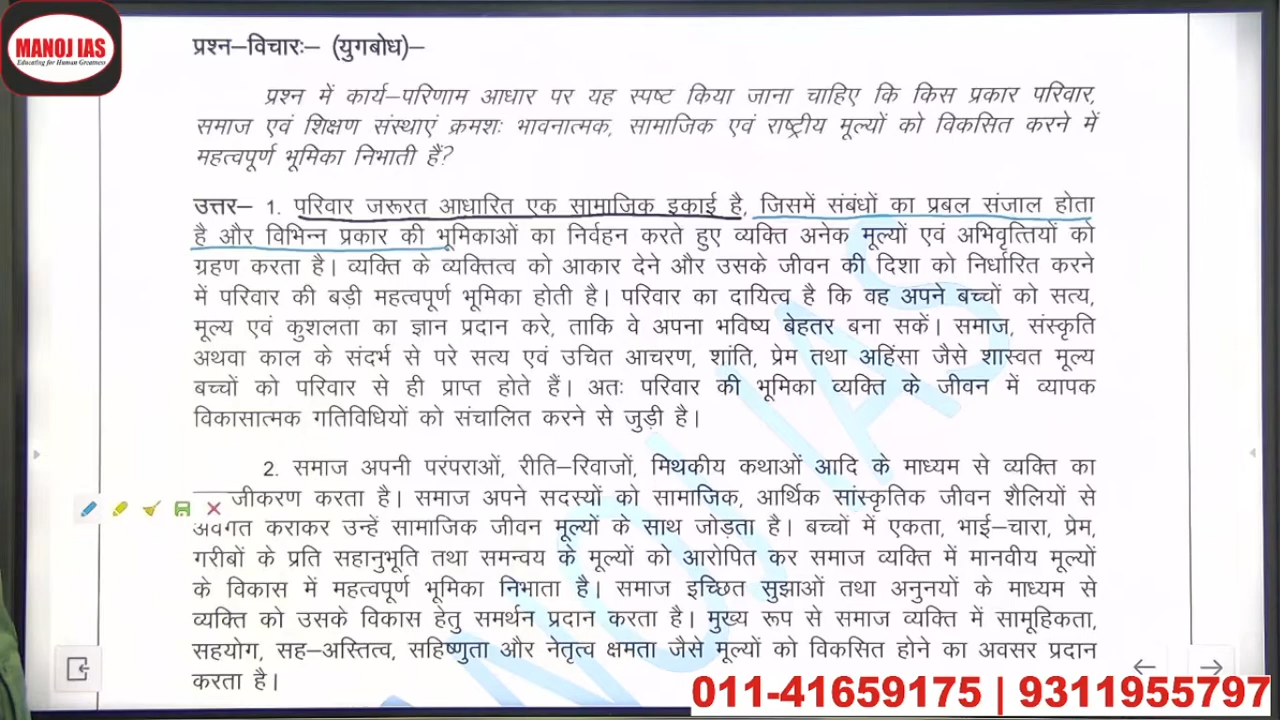 MANOJ IAS
Educating for Human Greatness
प्रश्न–विचारः– (युगबोध)–
प्रश्न में कार्य–परिणाम आधार पर यह स्पष्ट किया जाना चाहिए कि किस प्रकार परिवार,
समाज एवं शिक्षण संस्थाएं क्रमशः भावनात्मक, सामाजिक एवं राष्ट्रीय मूल्यों को विकसित करने में
महत्वपूर्ण भूमिका निभाती हैं?
उत्तर– 1. परिवार जरूरत आधारित एक सामाजिक इकाई है, जिसमें संबंधों का प्रबल संजाल होता
है और विभिन्न प्रकार की भूमिकाओं का निर्वहन करते हुए व्यक्ति अनेक मूल्यों एवं अभिवृत्तियों को
ग्रहण करता है। व्यक्ति के व्यक्तित्व को आकार देने और उसके जीवन की दिशा को निर्धारित करने
में परिवार की बड़ी महत्वपूर्ण भूमिका होती है। परिवार का दायित्व है कि वह अपने बच्चों को सत्य,
मूल्य एवं कुशलता का ज्ञान प्रदान करे, ताकि वे अपना भविष्य बेहतर बना सकें। समाज, संस्कृति
अथवा काल के संदर्भ से परे सत्य एवं उचित आचरण, शांति, प्रेम तथा अहिंसा जैसे शास्वत मूल्य
बच्चों को परिवार से ही प्राप्त होते हैं। अतः परिवार की भूमिका व्यक्ति के जीवन में व्यापक
विकासात्मक गतिविधियों को संचालित करने से जुड़ी है।
2. समाज अपनी परंपराओं, रीति–रिवाजों, मिथकीय कथाओं आदि के माध्यम से व्यक्ति का
जीकरण करता है। समाज अपने सदस्यों को सामाजिक, आर्थिक सांस्कृतिक जीवन शैलियों से
अवगत कराकर उन्हें सामाजिक जीवन मूल्यों के साथ जोड़ता है। बच्चों में एकता, भाई–चारा, प्रेम,
गरीबों के प्रति सहानुभूति तथा समन्वय के मूल्यों को आरोपित कर समाज व्यक्ति में मानवीय मूल्यों
के विकास में महत्वपूर्ण भूमिका निभाता है। समाज इच्छित सुझाओं तथा अनुनयों के माध्यम से
व्यक्ति को उसके विकास हेतु समर्थन प्रदान करता है। मुख्य रूप से समाज व्यक्ति में सामूहिकता,
सहयोग, सह–अस्तित्व, सहिष्णुता और नेतृत्व क्षमता जैसे मूल्यों को विकसित होने का अवसर प्रदान
करता है।
011-41659175 | 9311955797